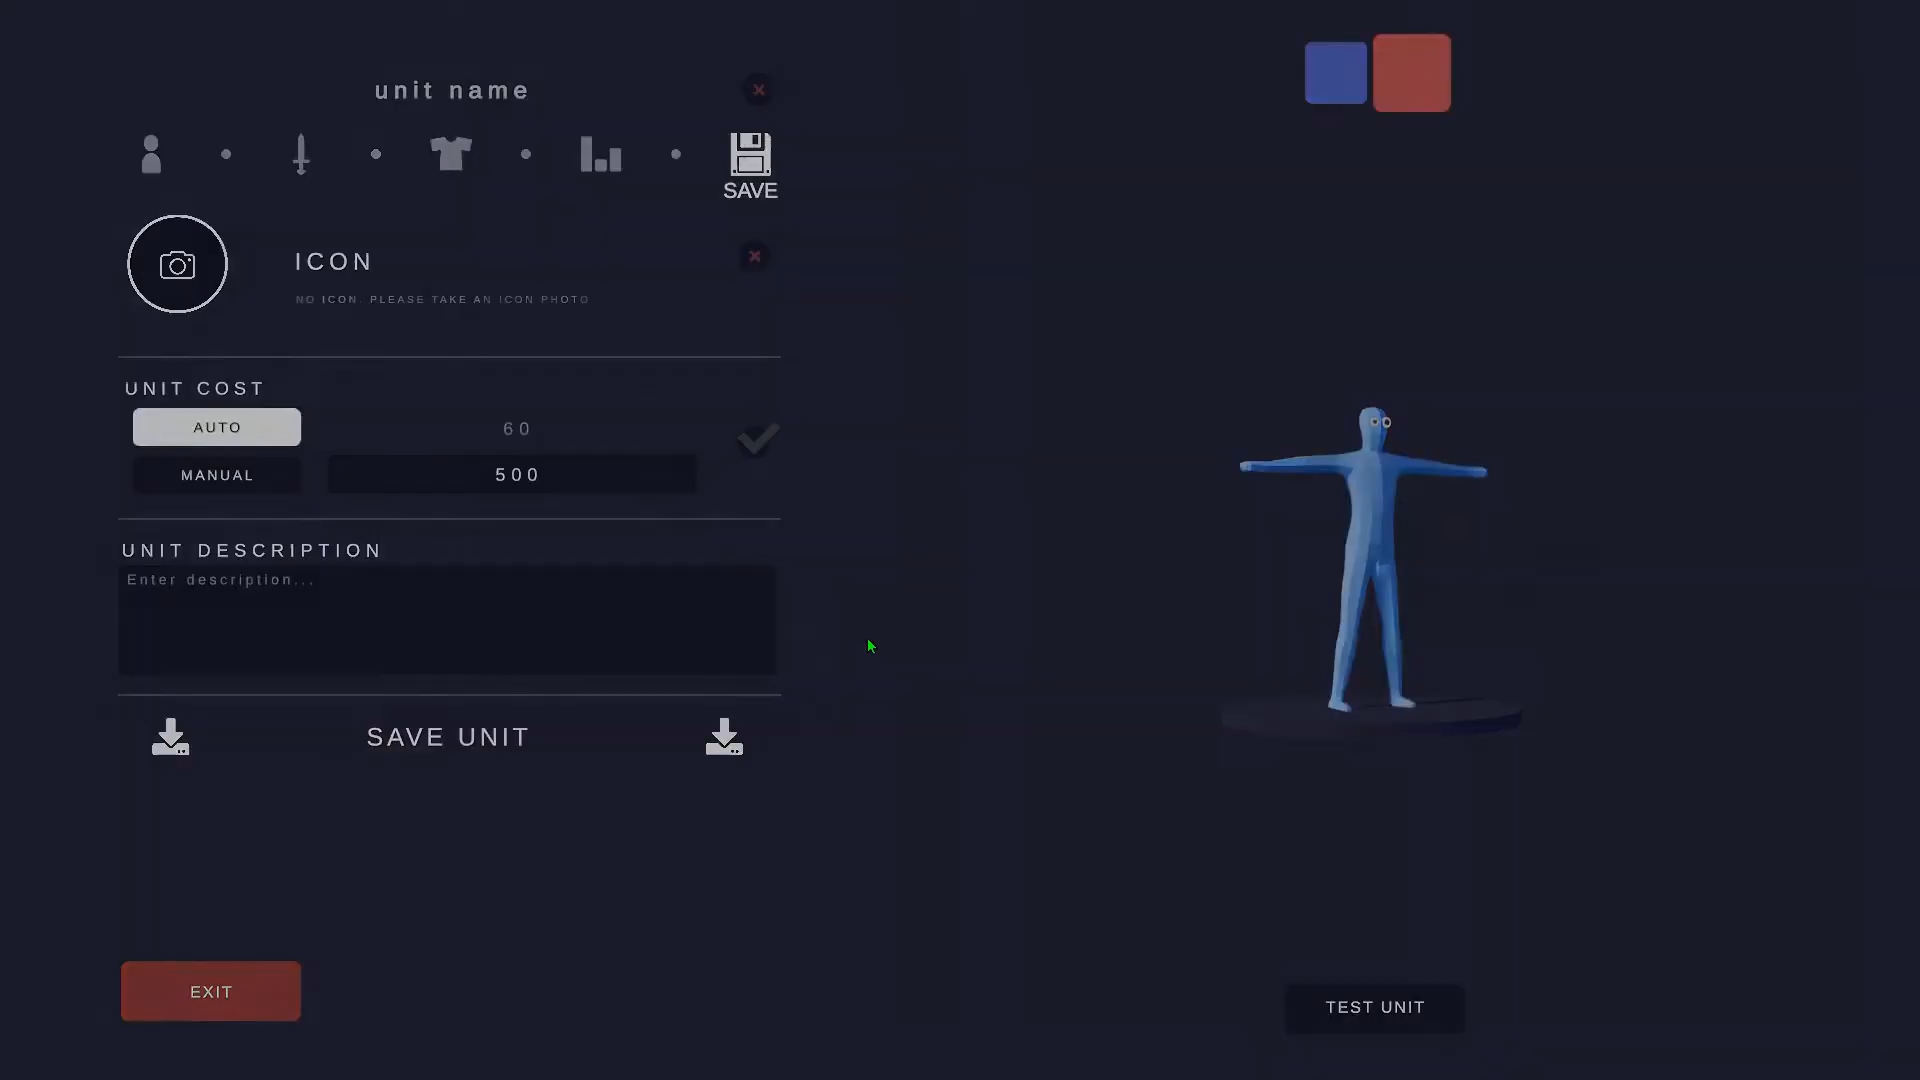 unit name
SAVE
ICON
NO ICON. PLEASE TAKE AN ICON PHOTO
UNIT COST
AUTO
60
MANUAL
500
UNIT DESCRIPTION
Enter description...
SAVE UNIT
EXIT
TEST UNIT